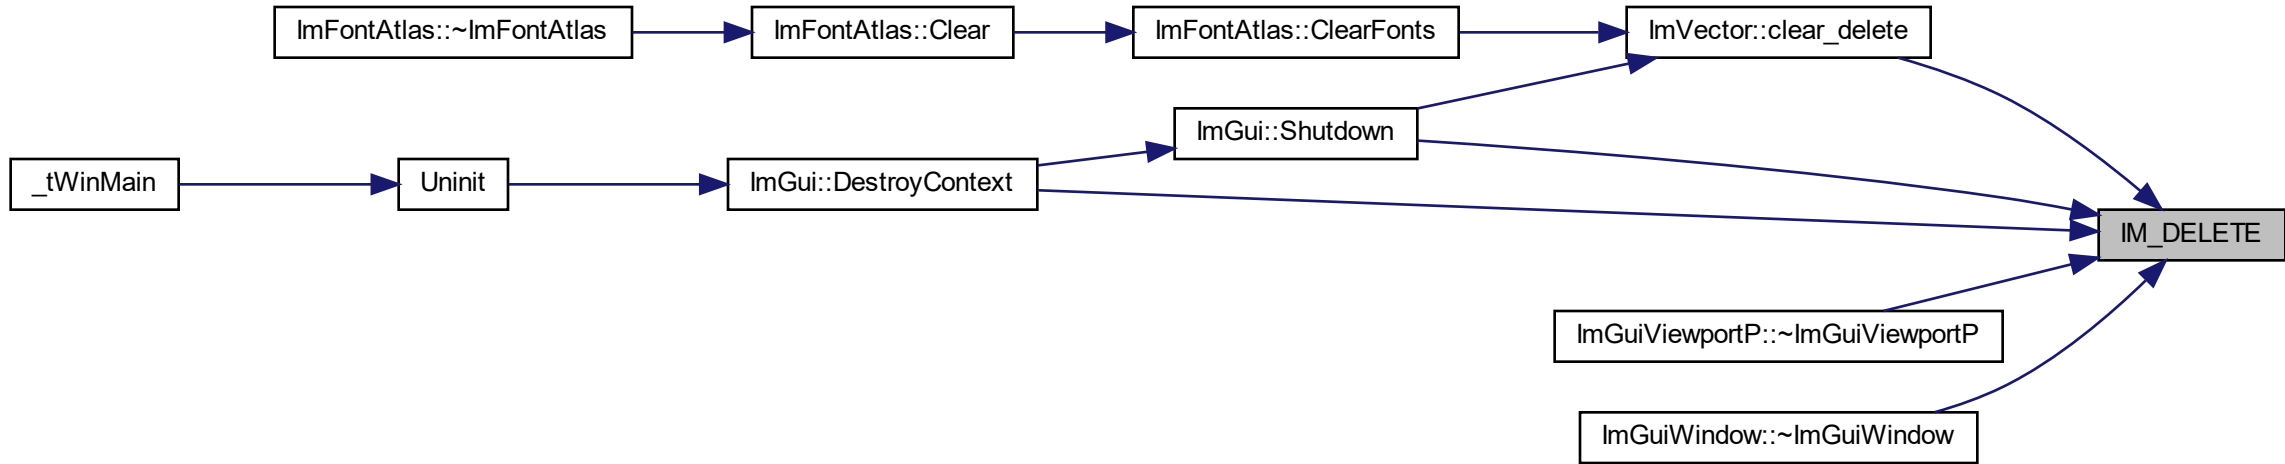 ImFontAtlas::~ImFontAtlas
ImFontAtlas::Clear
ImFontAtlas::ClearFonts
ImVector::clear_delete
ImGui::Shutdown
_tWinMain
Uninit
ImGui::DestroyContext
IM_DELETE
ImGuiViewportP::~ImGuiViewportP
ImGuiWindow::~ImGuiWindow